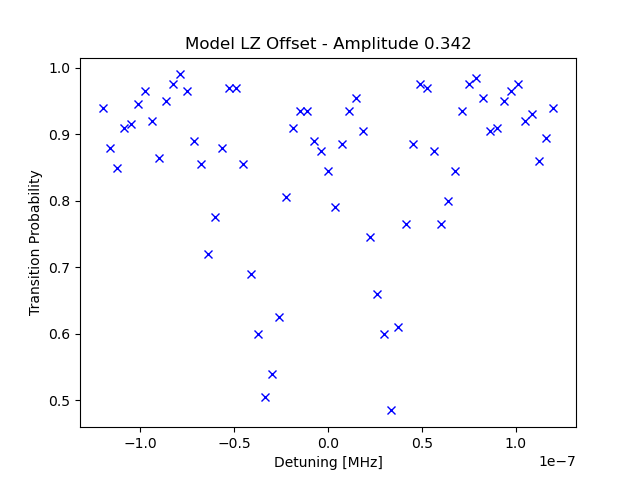 Model LZ Offset - Amplitude 0.342
1.0
0.9
0.8
0.7
0.6
0.5
Transition Probability
−1.0 −0.5 0.0 0.5 1.0
1e−7
Detuning [MHz]